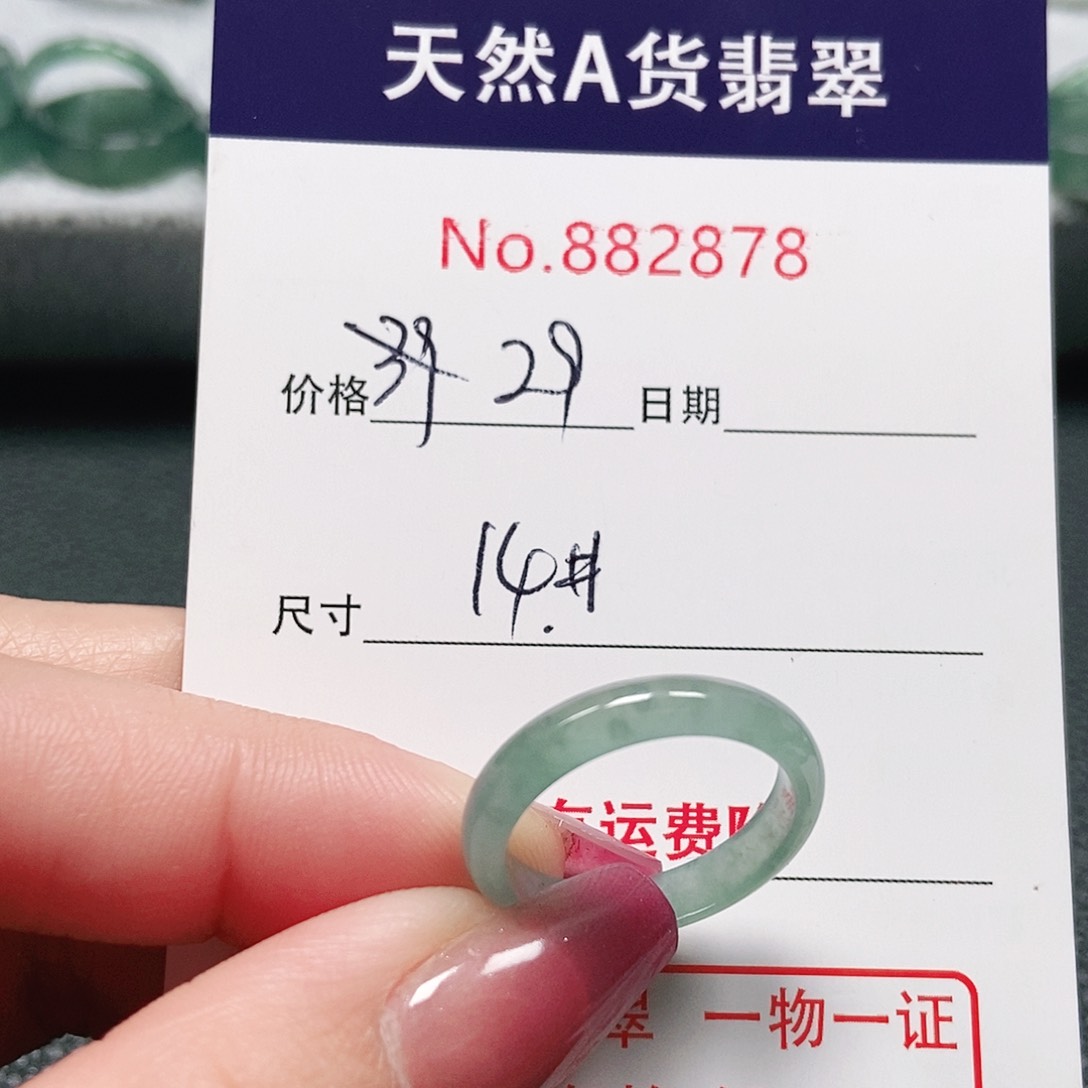 天然A货翡翠
No.882878
价格 39 29 日期
尺寸 14#
运费
翠 一物一证